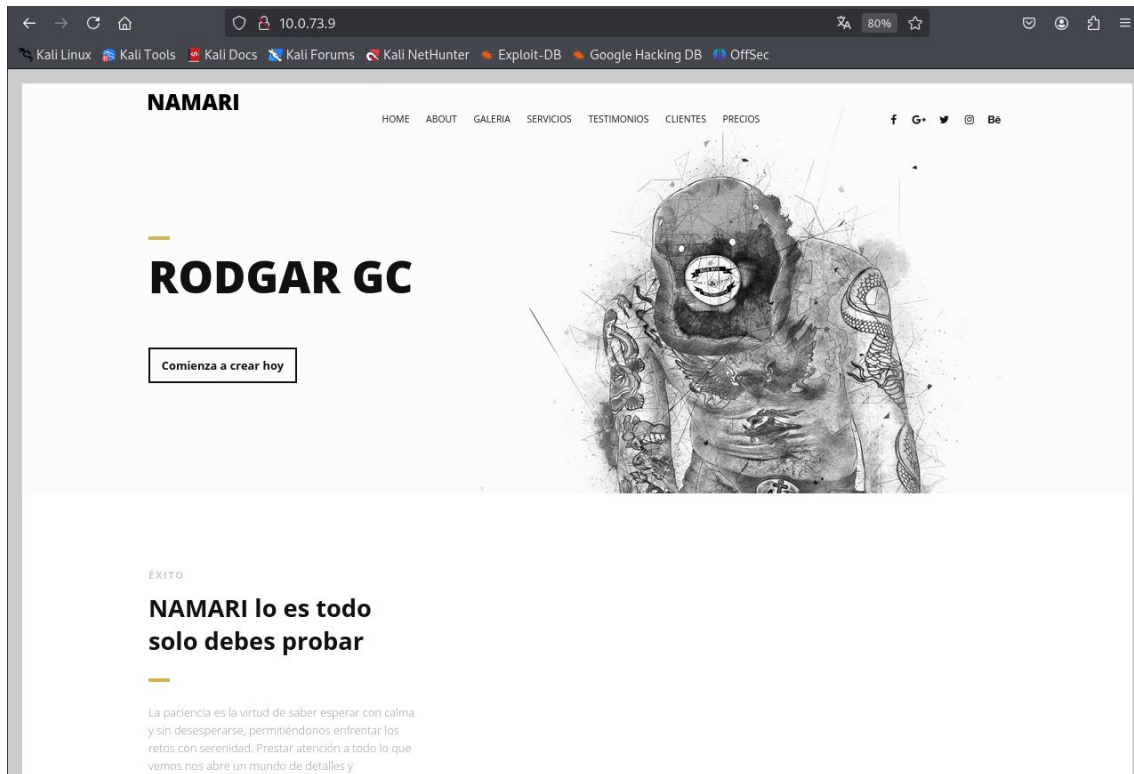 10.0.73.9
80%
Kali Linux Kali Tools Kali Docs Kali Forums Kali NetHunter Exploit-DB Google Hacking DB OffSec
NAMARI
HOME ABOUT GALERIA SERVICIOS TESTIMONIOS CLIENTES PRECIOS
Bē
RODGAR GC
Comienza a crear hoy
ÉXITO
NAMARI lo es todo
solo debes probar
La paciencia es la virtud de saber esperar con calma
y sin desesperarse, permitiéndonos enfrentar los
retos con serenidad. Prestar atención a todo lo que
vemos nos abre un mundo de detalles y